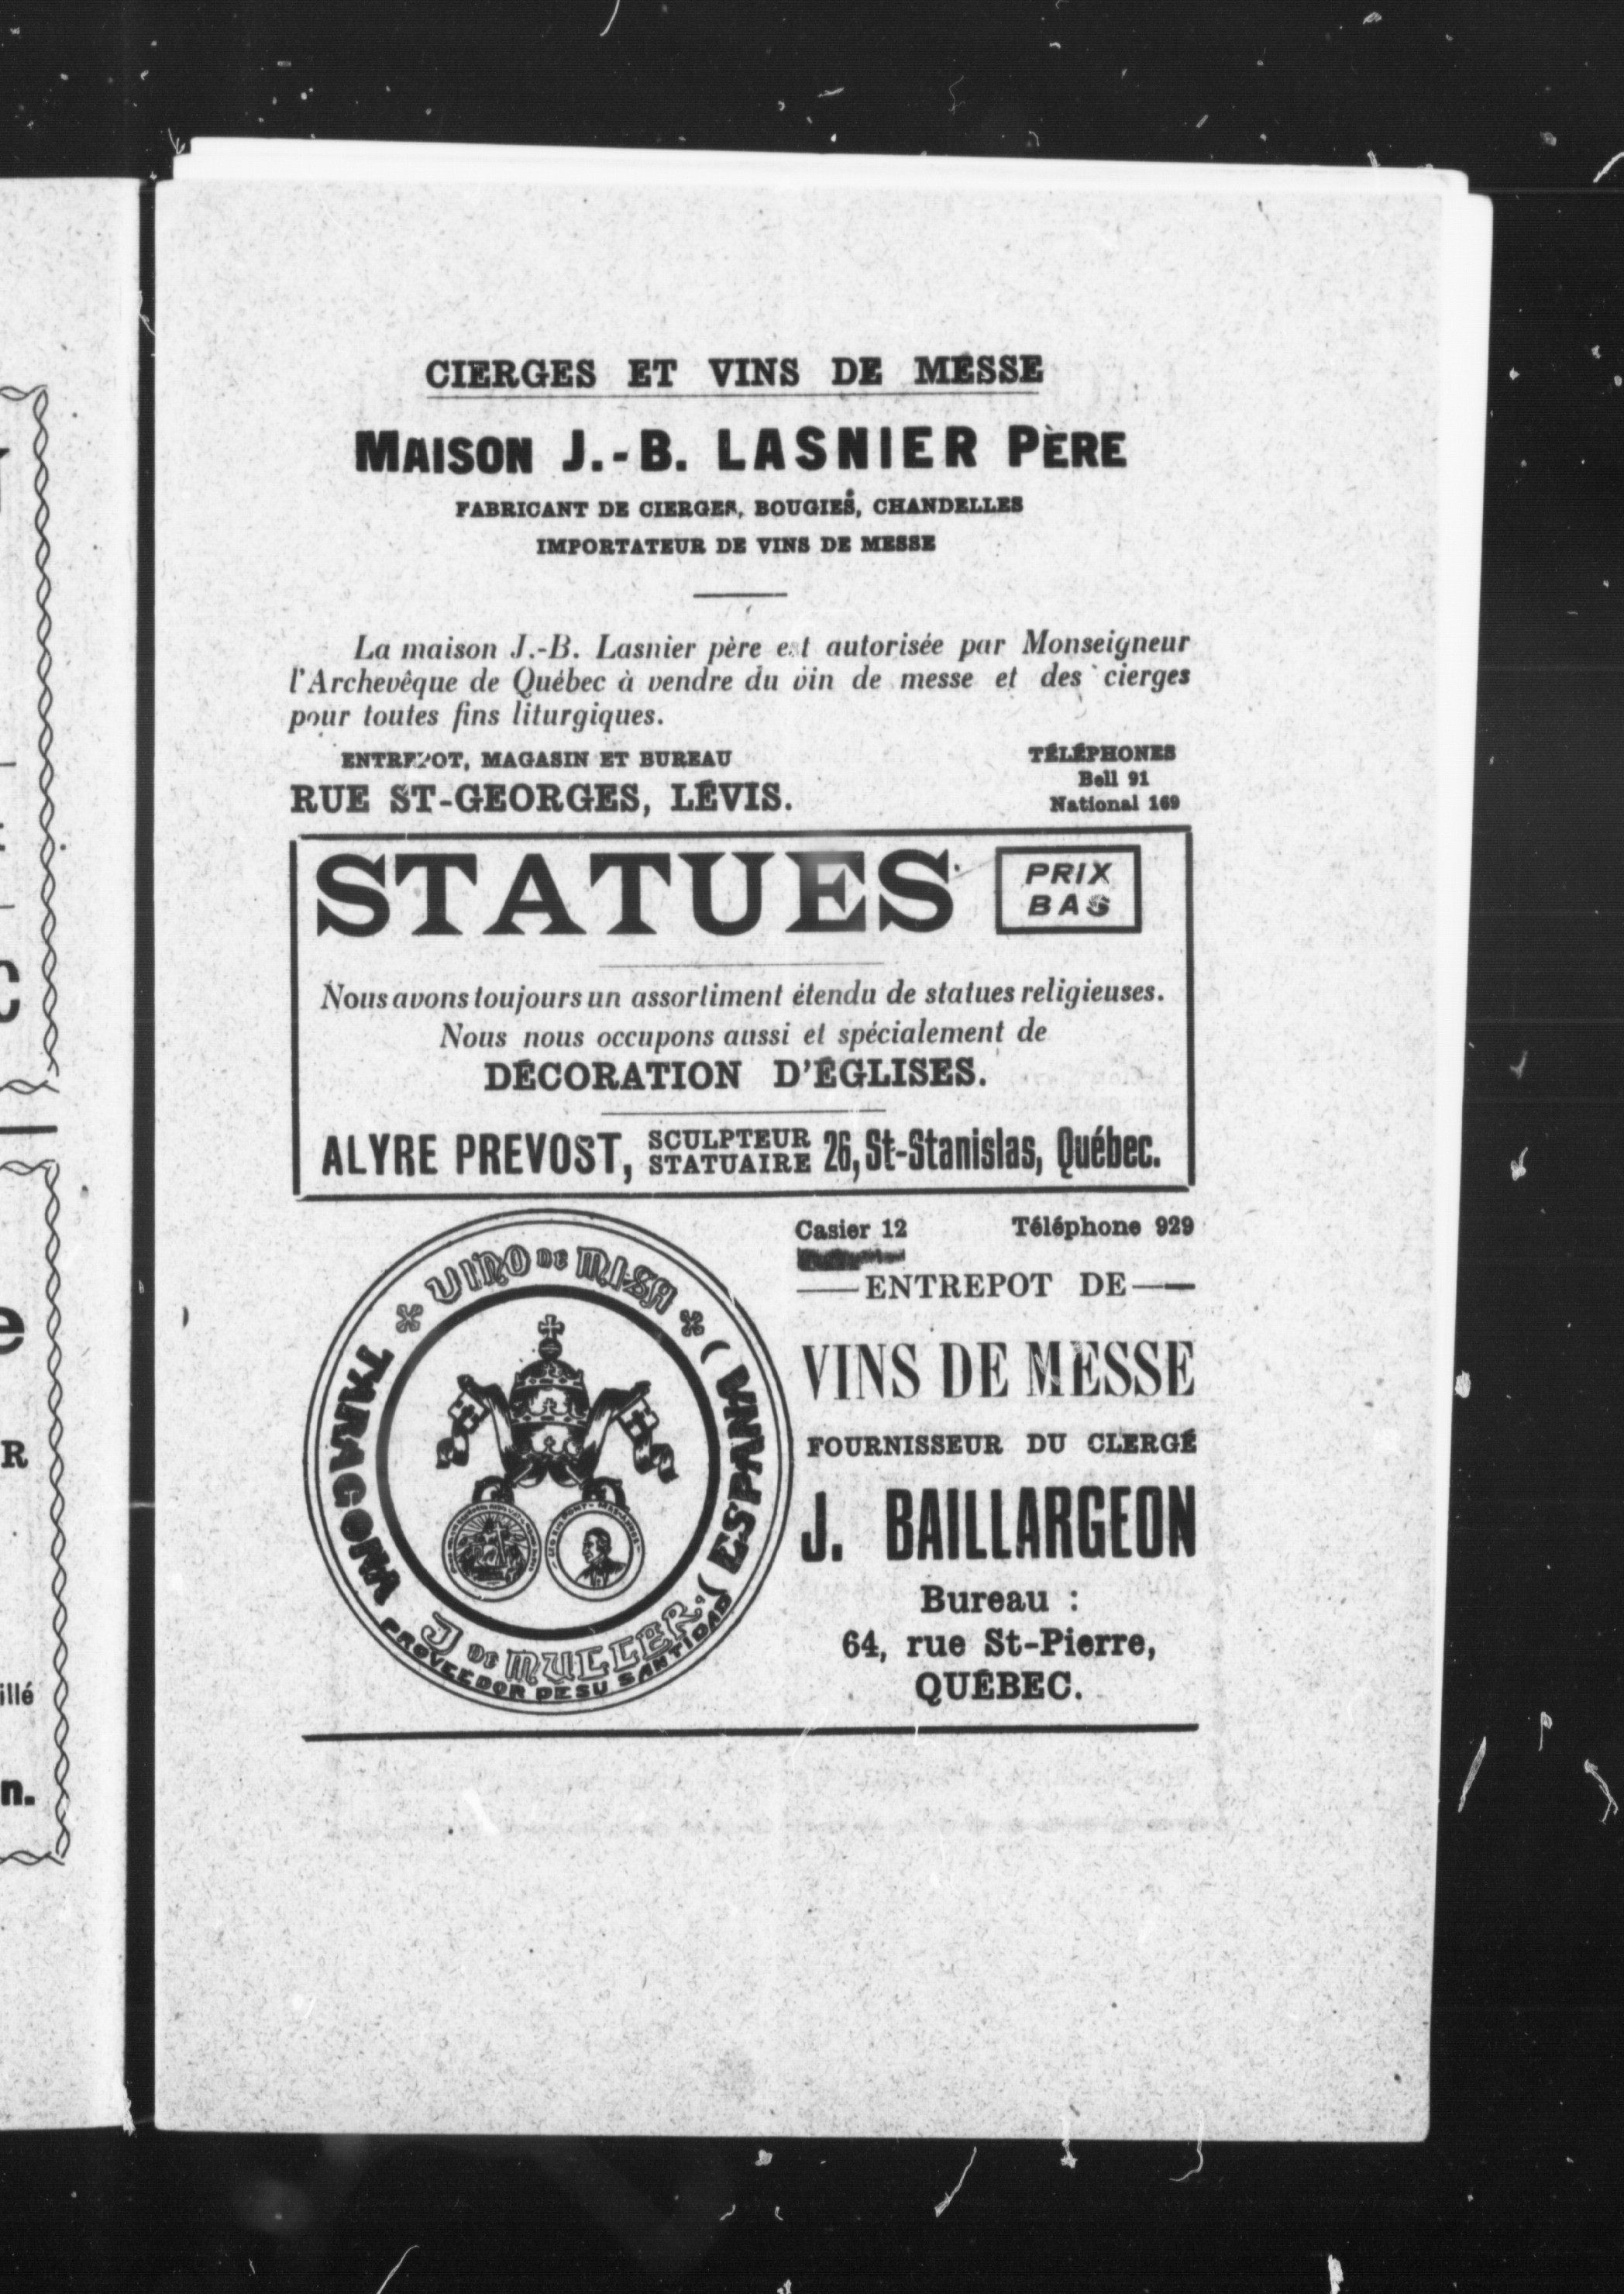 CIERGES ET VINS DE MESSE
MAISON J.-B. LASNIER PÈRE
FABRICANT DE CIERGES, BOUGIES, CHANDELLES
IMPORTATEUR DE VINS DE MESSE
La maison J.-B. Lasnier père est autorisée par Monseigneur
l'Archevêque de Québec à vendre du vin de messe et des cierges
pour toutes fins liturgiques.
ENTREPOT, MAGASIN ET BUREAU
RUE ST-GEORGES, LÉVIS.
TÉLÉPHONES
Bell 91
National 169
STATUES
PRIX
BAS
Nous avons toujours un assortiment étendu de statues religieuses.
Nous nous occupons aussi et spécialement de
DÉCORATION D'ÉGLISES.
ALYRE PREVOST, SCULPTEUR STATUAIRE 26, St-Stanislas, Québec.
VINO DE MISA
TARAGONA
(ESPAÑA)
J DE MULLER
PROVEEDOR DE SU SANTIDAD
Casier 12 Téléphone 929
ENTREPOT DE
VINS DE MESSE
FOURNISSEUR DU CLERGÉ
J. BAILLARGEON
Bureau :
64, rue St-Pierre,
QUÉBEC.
R
illé
n.